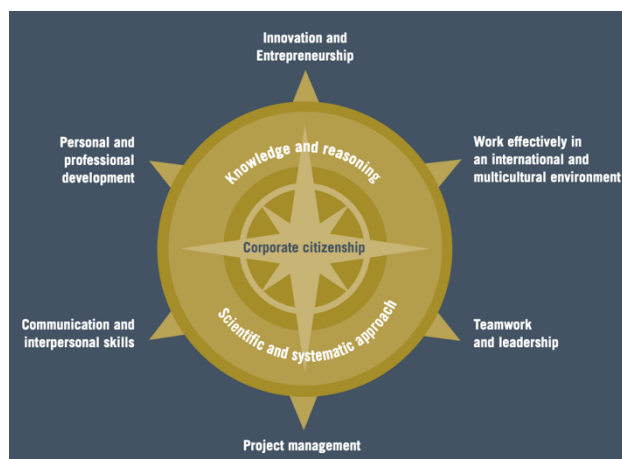 Innovation and
Entrepreneurship
Personal and
professional
development
Knowledge and reasoning
Work effectively in
an international and
multicultural environment
Corporate citizenship
Communication and
interpersonal skills
Scientific and systematic approach
Teamwork
and leadership
Project management